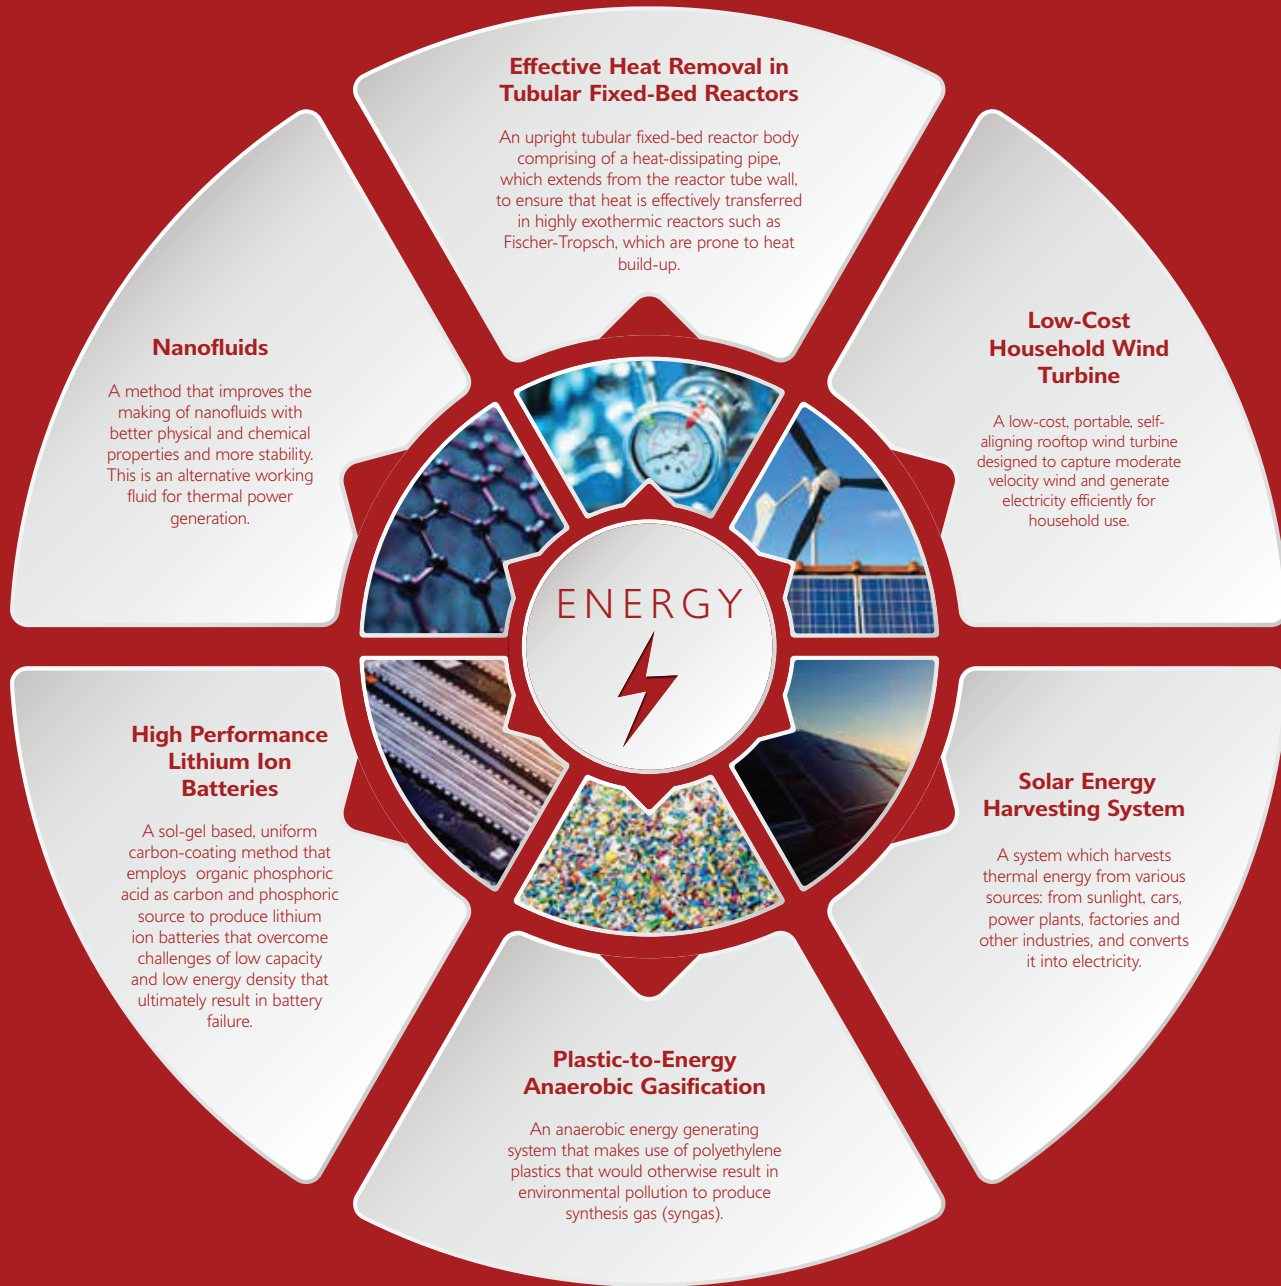 Effective Heat Removal in
Tubular Fixed-Bed Reactors
An upright tubular fixed-bed reactor body
comprising of a heat-dissipating pipe,
which extends from the reactor tube wall,
to ensure that heat is effectively transferred
in highly exothermic reactors such as
Fischer-Tropsch, which are prone to heat
build-up.
Low-Cost
Household Wind
Turbine
A low-cost, portable, self-
aligning rooftop wind turbine
designed to capture moderate
velocity wind and generate
electricity efficiently for
household use.
Solar Energy
Harvesting System
A system which harvests
thermal energy from various
sources: from sunlight, cars,
power plants, factories and
other industries, and converts
it into electricity.
Plastic-to-Energy
Anaerobic Gasification
An anaerobic energy generating
system that makes use of polyethylene
plastics that would otherwise result in
environmental pollution to produce
synthesis gas (syngas).
High Performance
Lithium Ion
Batteries
A sol-gel based, uniform
carbon-coating method that
employs  organic phosphoric
acid as carbon and phosphoric
source to produce lithium
ion batteries that overcome
challenges of low capacity
and low energy density that
ultimately result in battery
failure.
Nanofluids
A method that improves the
making of nanofluids with
better physical and chemical
properties and more stability.
This is an alternative working
fluid for thermal power
generation.
ENERGY